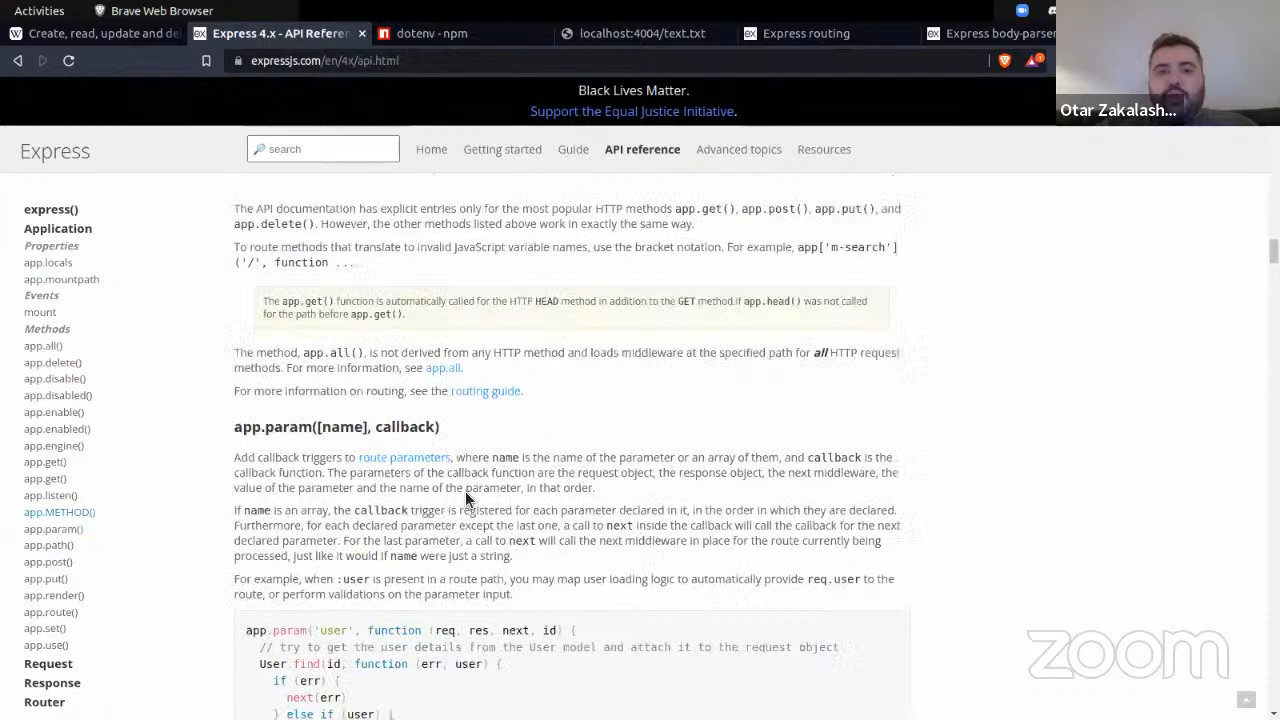 Activities
Brave Web Browser
Create, read, update and de
Express 4.x - API Referen
dotenv - npm
localhost:4004/text.txt
Express routing
Express body-parser
expressjs.com/en/4x/api.html
Black Lives Matter.
Support the Equal Justice Initiative.
Otar Zakalash...
Express
search
Home
Getting started
Guide
API reference
Advanced topics
Resources
express()
Application
Properties
app.locals
app.mountpath
Events
mount
Methods
app.all()
app.delete()
app.disable()
app.disabled()
app.enable()
app.enabled()
app.engine()
app.get()
app.get()
app.listen()
app.METHOD()
app.param()
app.path()
app.post()
app.put()
app.render()
app.route()
app.set()
app.use()
Request
Response
Router
The API documentation has explicit entries only for the most popular HTTP methods app.get(), app.post(), app.put(), and
app.delete(). However, the other methods listed above work in exactly the same way.
To route methods that translate to invalid JavaScript variable names, use the bracket notation. For example, app['m-search']
('/', function ...
The app.get() function is automatically called for the HTTP HEAD method in addition to the GET method if app.head() was not called
for the path before app.get().
The method, app.all(), is not derived from any HTTP method and loads middleware at the specified path for all HTTP request
methods. For more information, see app.all.
For more information on routing, see the routing guide.
app.param([name], callback)
Add callback triggers to route parameters, where name is the name of the parameter or an array of them, and callback is the
callback function. The parameters of the callback function are the request object, the response object, the next middleware, the
value of the parameter and the name of the parameter, in that order.
If name is an array, the callback trigger is registered for each parameter declared in it, in the order in which they are declared.
Furthermore, for each declared parameter except the last one, a call to next inside the callback will call the callback for the next
declared parameter. For the last parameter, a call to next will call the next middleware in place for the route currently being
processed, just like it would if name were just a string.
For example, when :user is present in a route path, you may map user loading logic to automatically provide req.user to the
route, or perform validations on the parameter input.
app.param('user', function (req, res, next, id) {
// try to get the user details from the User model and attach it to the request object
User.find(id, function (err, user) {
if (err) {
next(err)
} else if (user) {
zoom